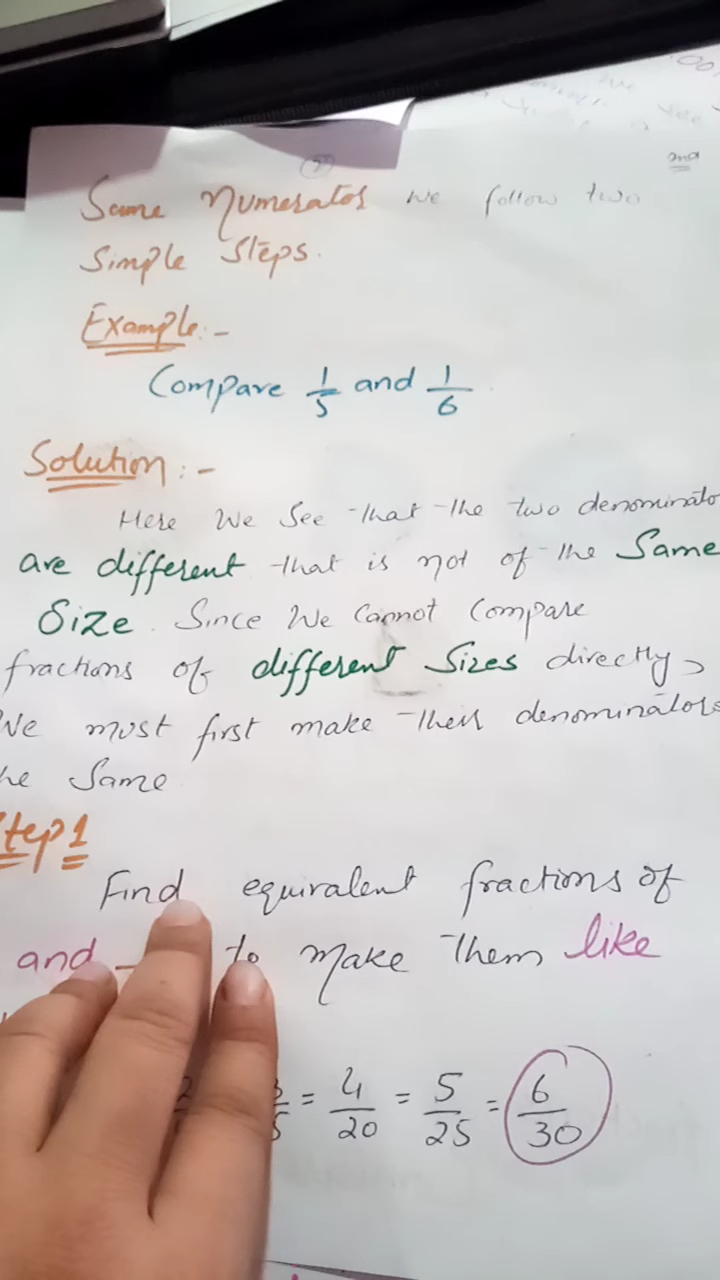 Same Numerator we follow two
Simple Steps.
Example:-
Compare 1/5 and 1/6.
Solution:-
Here We See that the two denominato
are different that is not of the Same
Size. Since We Cannot Compare
fractions of different Sizes directly,
We must first make their denominators
he Same
Step 1
Find equivalent fractions of
and to make them like
= 4/20 = 5/25 = 6/30